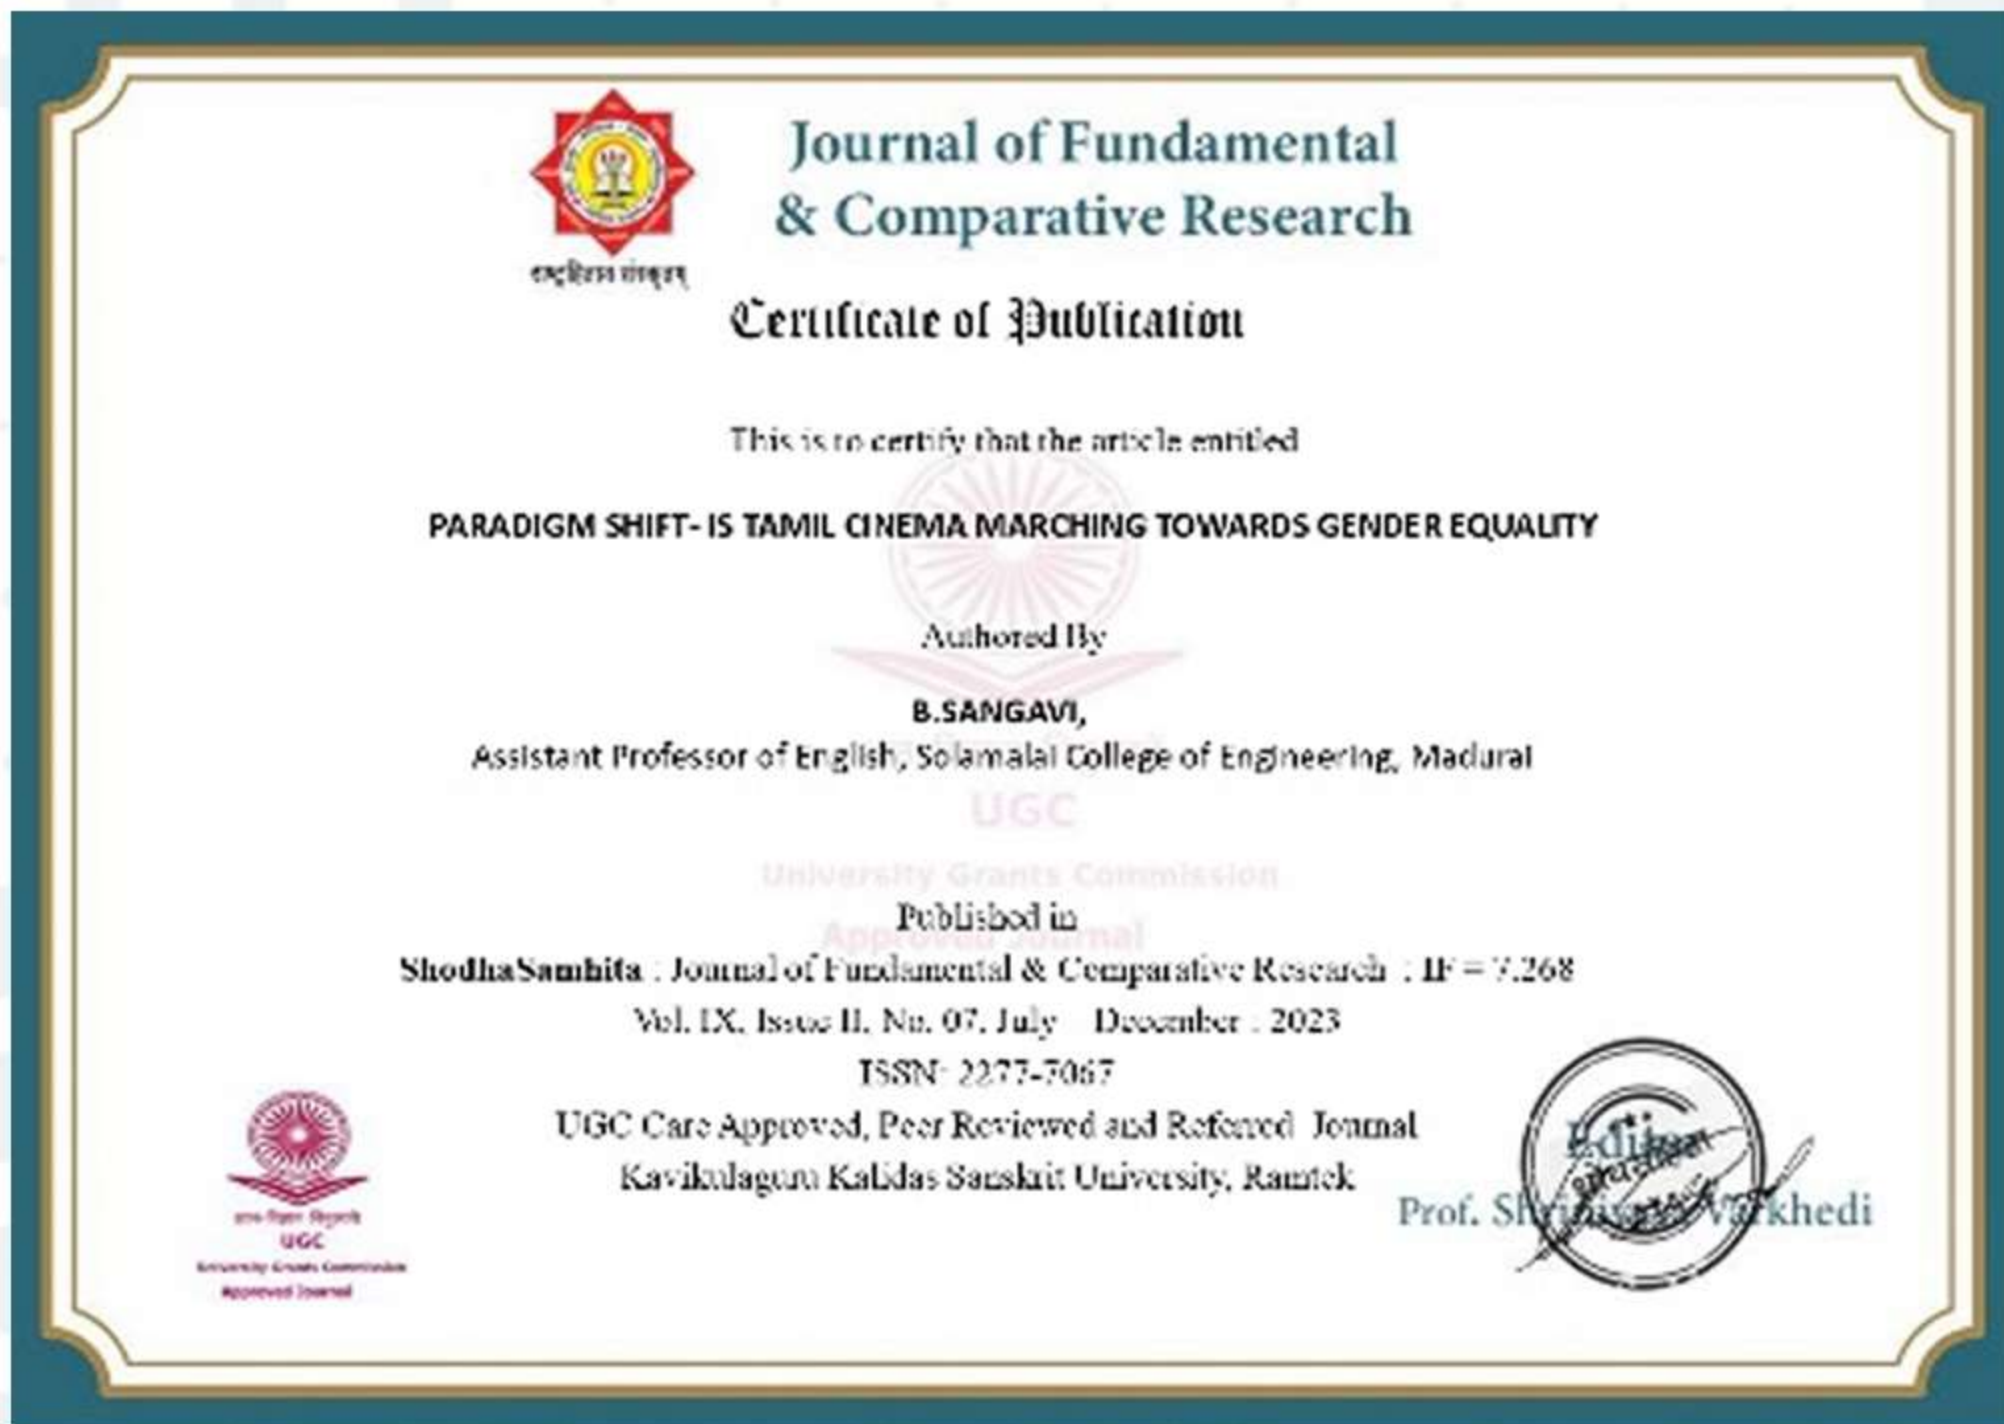 Journal of Fundamental
& Comparative Research
Certificate of Publication
This is to certify that the article entitled
PARADIGM SHIFT- IS TAMIL CINEMA MARCHING TOWARDS GENDER EQUALITY
Authored By
B.SANGAVI,
Assistant Professor of English, Solamalai College of Engineering, Madurai
UGC
University Grants Commission
Approved Journal
Published in
ShodhaSamhita : Journal of Fundamental & Comparative Research : IF = 7.268
Vol. IX, Issue II, No. 07, July December : 2023
ISSN: 2277-7067
UGC Care Approved, Peer Reviewed and Referred Journal
Kavikulaguru Kalidas Sanskrit University, Ramtek
UGC
University Grants Commission
Approved Journal
Editor
Prof. Shrinivasa Varkhedi